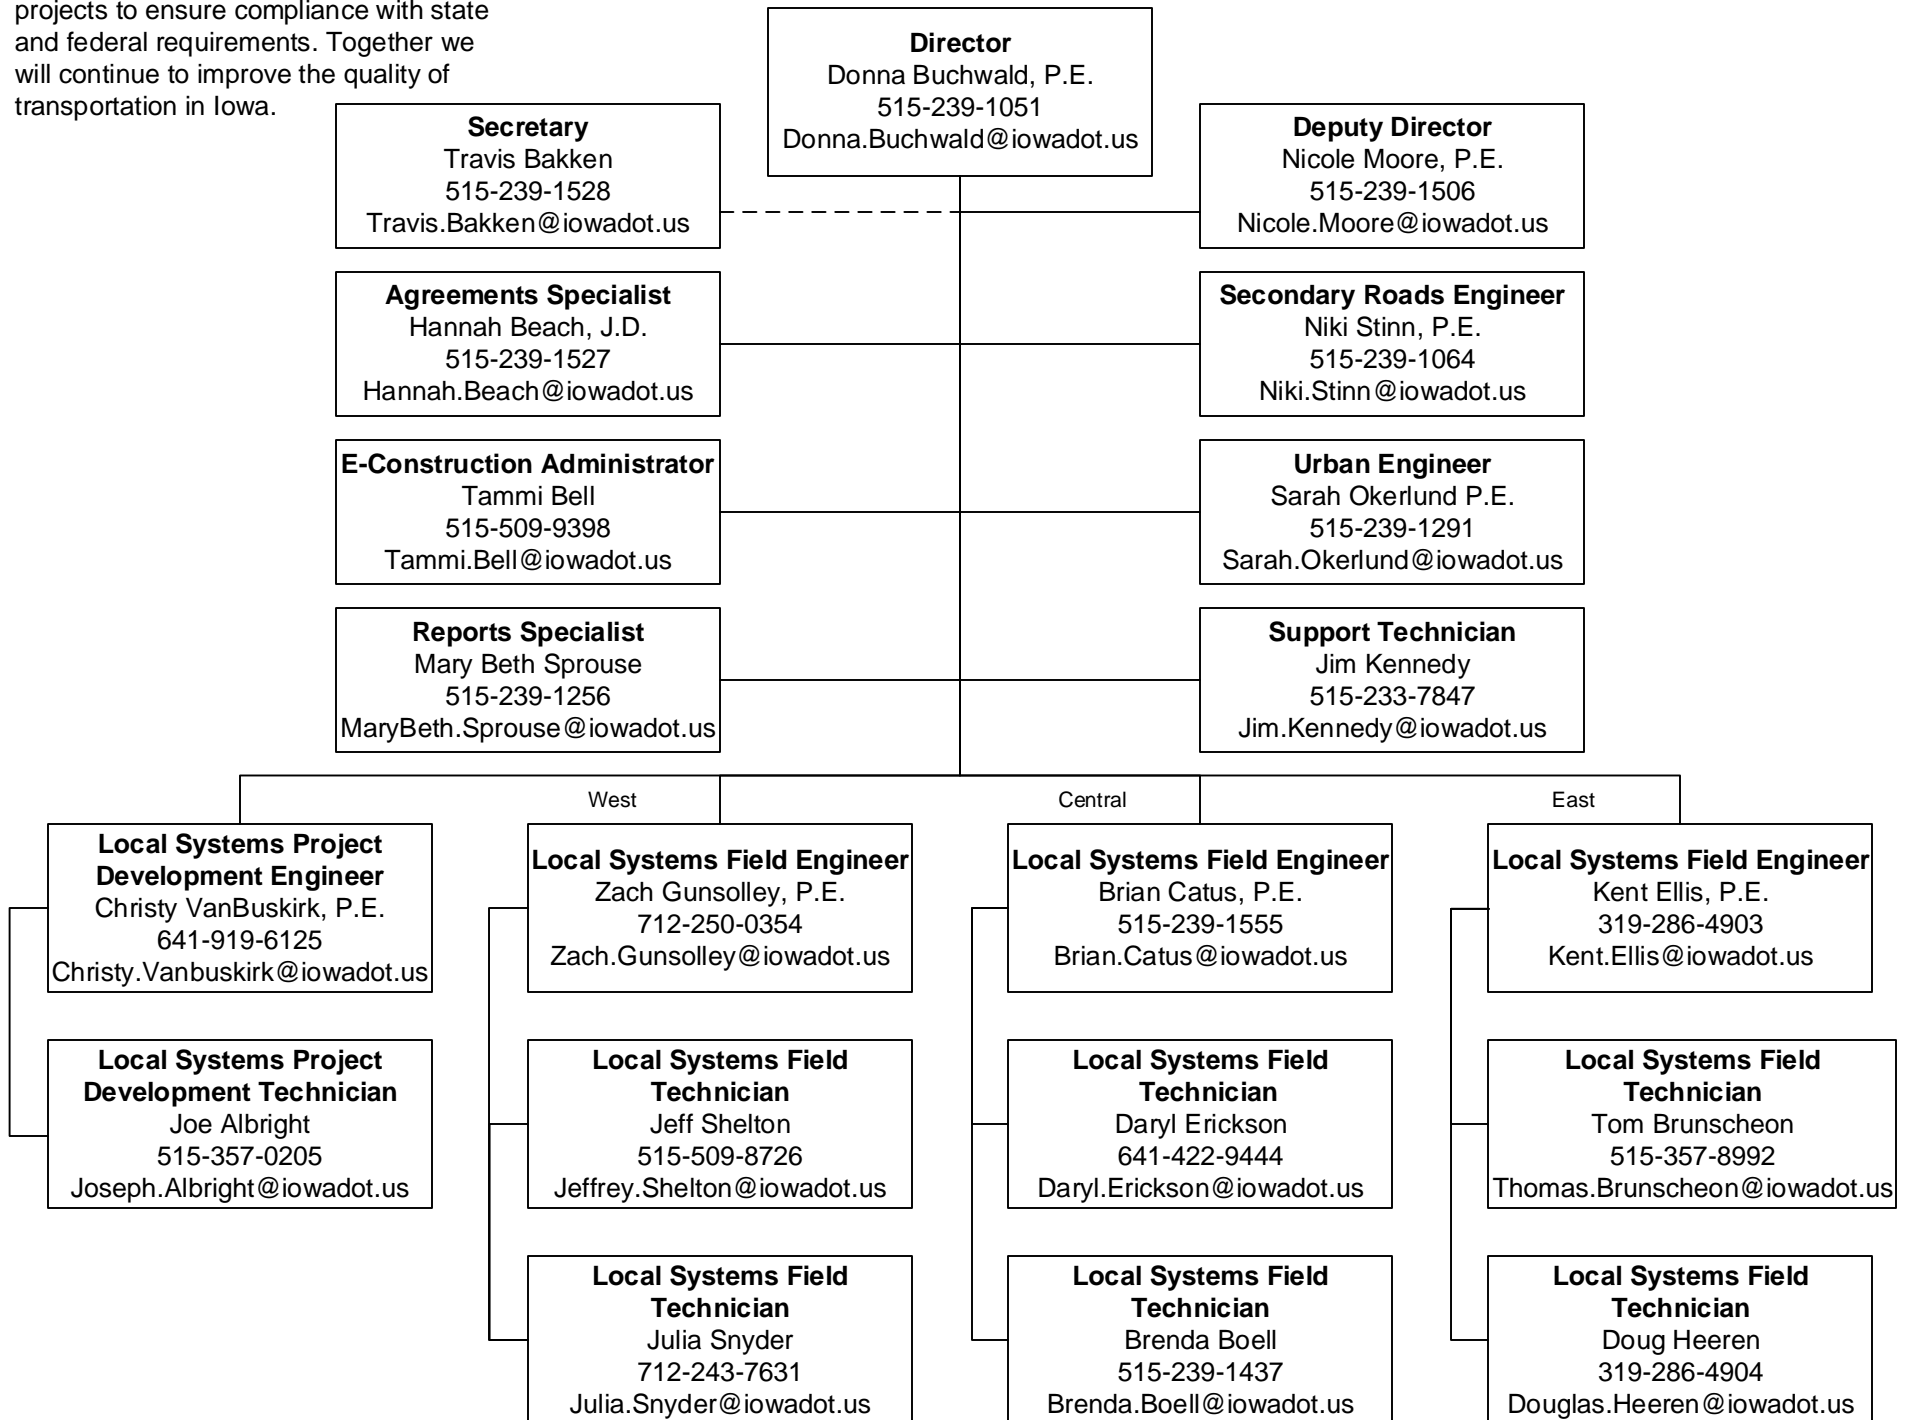 projects to ensure compliance with state
and federal requirements. Together we
will continue to improve the quality of
transportation in Iowa.
Director
Donna Buchwald, P.E.
515-239-1051
Donna.Buchwald@iowadot.us
Secretary
Travis Bakken
515-239-1528
Travis.Bakken@iowadot.us
Deputy Director
Nicole Moore, P.E.
515-239-1506
Nicole.Moore@iowadot.us
Agreements Specialist
Hannah Beach, J.D.
515-239-1527
Hannah.Beach@iowadot.us
Secondary Roads Engineer
Niki Stinn, P.E.
515-239-1064
Niki.Stinn@iowadot.us
E-Construction Administrator
Tammi Bell
515-509-9398
Tammi.Bell@iowadot.us
Urban Engineer
Sarah Okerlund P.E.
515-239-1291
Sarah.Okerlund@iowadot.us
Reports Specialist
Mary Beth Sprouse
515-239-1256
MaryBeth.Sprouse@iowadot.us
Support Technician
Jim Kennedy
515-233-7847
Jim.Kennedy@iowadot.us
West
Central
East
Local Systems Project
Development Engineer
Christy VanBuskirk, P.E.
641-919-6125
Christy.Vanbuskirk@iowadot.us
Local Systems Field Engineer
Zach Gunsolley, P.E.
712-250-0354
Zach.Gunsolley@iowadot.us
Local Systems Field Engineer
Brian Catus, P.E.
515-239-1555
Brian.Catus@iowadot.us
Local Systems Field Engineer
Kent Ellis, P.E.
319-286-4903
Kent.Ellis@iowadot.us
Local Systems Project
Development Technician
Joe Albright
515-357-0205
Joseph.Albright@iowadot.us
Local Systems Field
Technician
Jeff Shelton
515-509-8726
Jeffrey.Shelton@iowadot.us
Local Systems Field
Technician
Daryl Erickson
641-422-9444
Daryl.Erickson@iowadot.us
Local Systems Field
Technician
Tom Brunscheon
515-357-8992
Thomas.Brunscheon@iowadot.us
Local Systems Field
Technician
Julia Snyder
712-243-7631
Julia.Snyder@iowadot.us
Local Systems Field
Technician
Brenda Boell
515-239-1437
Brenda.Boell@iowadot.us
Local Systems Field
Technician
Doug Heeren
319-286-4904
Douglas.Heeren@iowadot.us